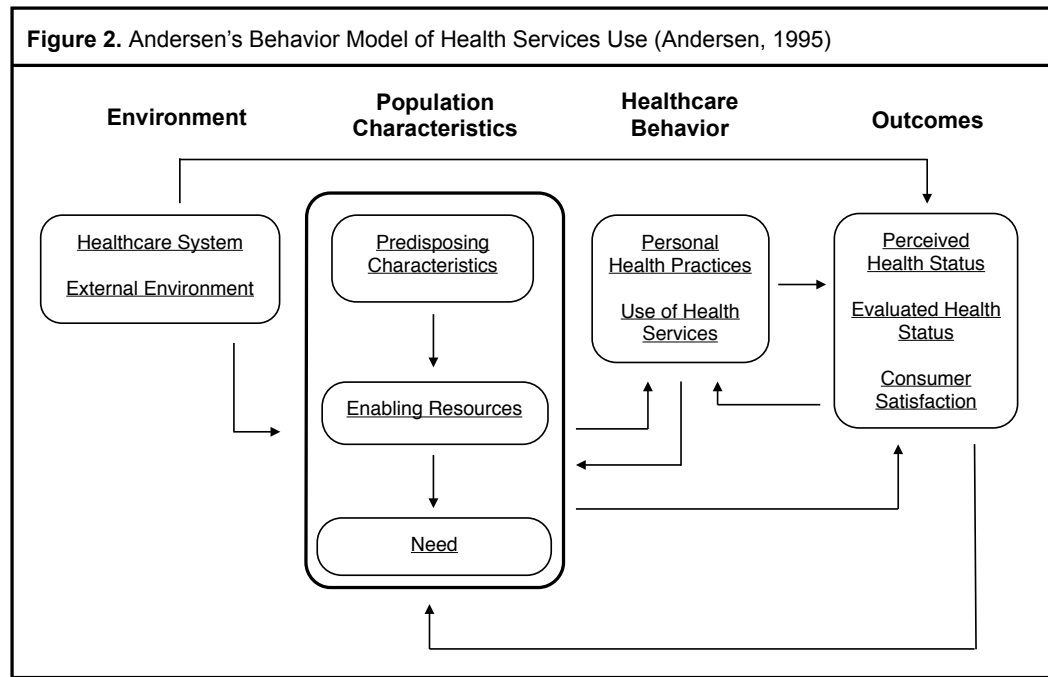 Figure 2. Andersen's Behavior Model of Health Services Use (Andersen, 1995)
Environment
Population
Characteristics
Healthcare
Behavior
Outcomes
Healthcare System
External Environment
Predisposing
Characteristics
Enabling Resources
Need
Personal
Health Practices
Use of Health
Services
Perceived
Health Status
Evaluated Health
Status
Consumer
Satisfaction